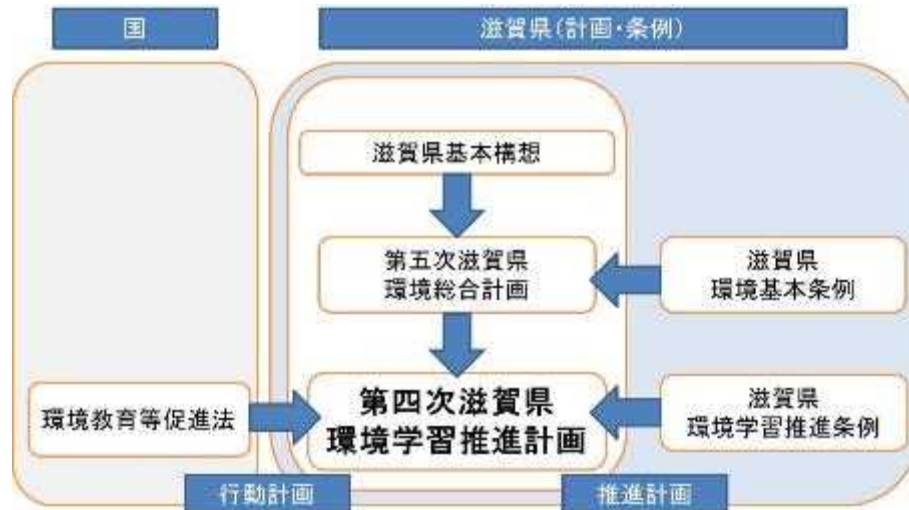 国
滋賀県(計画・条例)
滋賀県基本構想
第五次滋賀県
環境総合計画
滋賀県
環境基本条例
環境教育等促進法
第四次滋賀県
環境学習推進計画
滋賀県
環境学習推進条例
行動計画
推進計画